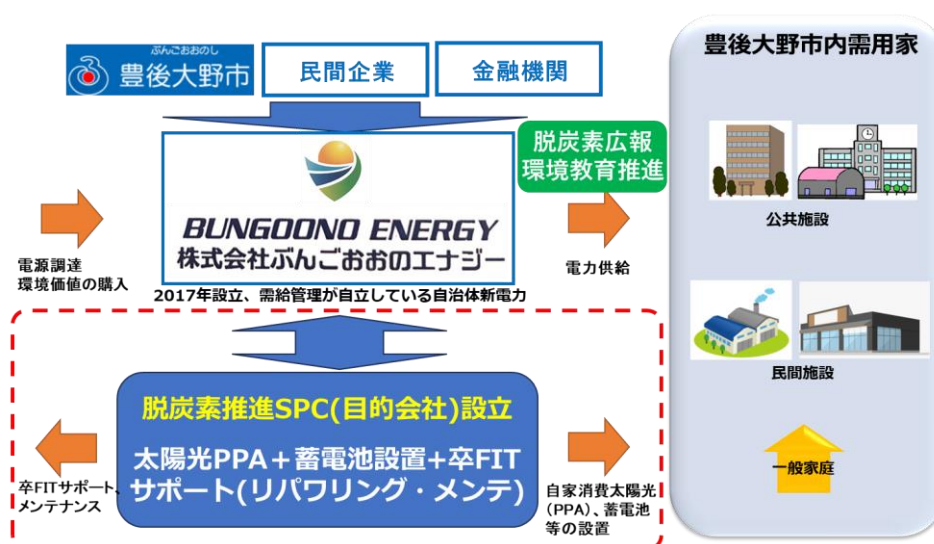 ぶんごおおのし
豊後大野市
民間企業
金融機関
豊後大野市内需用家
脱炭素広報
環境教育推進
BUNGOONO ENERGY
株式会社ぶんごおおのエナジー
2017年設立、需給管理が自立している自治体新電力
電源調達
環境価値の購入
電力供給
公共施設
民間施設
一般家庭
脱炭素推進SPC(目的会社)設立
太陽光PPA+蓄電池設置+卒FIT
サポート(リパワリング・メンテ)
卒FITサポート、
メンテナンス
自家消費太陽光
(PPA)、蓄電池
等の設置